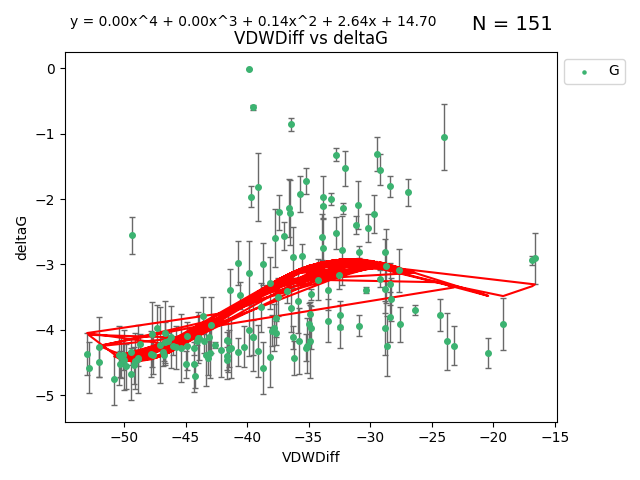 y = 0.00x^4 + 0.00x^3 + 0.14x^2 + 2.64x + 14.70
N = 151
VDWDiff vs deltaG
G
0
−1
−2
−3
−4
−5
deltaG
−50
−45
−40
−35
−30
−25
−20
−15
VDWDiff